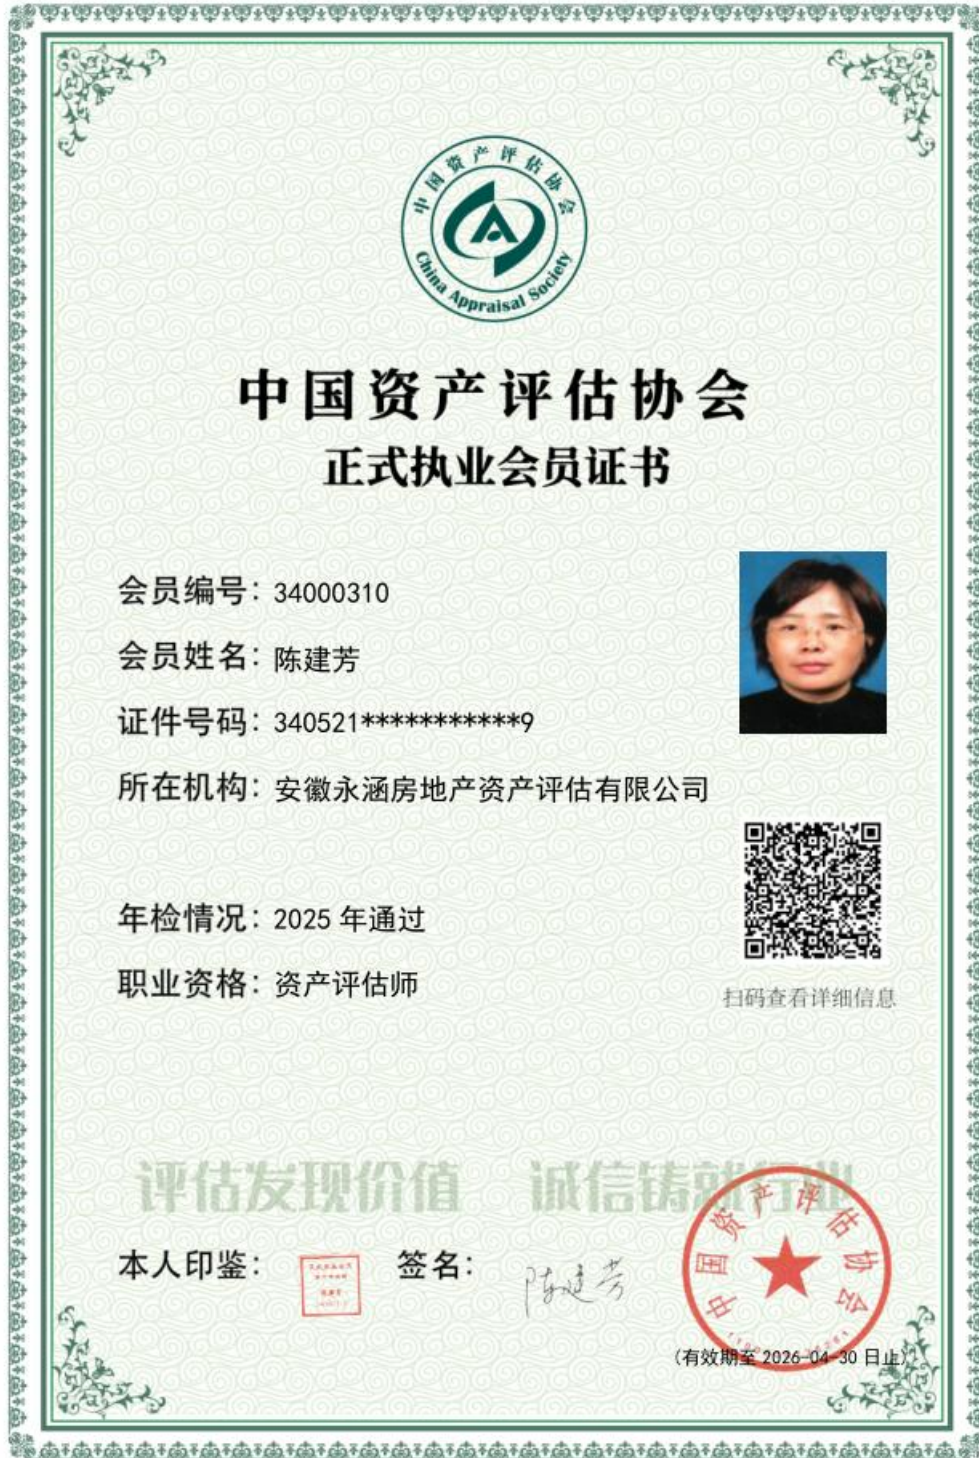 中国资产评估协会
China Appraisal Society
中国资产评估协会
正式执业会员证书
会员编号：34000310
会员姓名：陈建芳
证件号码：340521***********9
所在机构：安徽永涵房地产资产评估有限公司
年检情况：2025 年通过
职业资格：资产评估师
扫码查看详细信息
评估发现价值 诚信铸就行业
本人印鉴：
签名：陈建芳
中国资产评估协会
(有效期至 2026-04-30 日止)